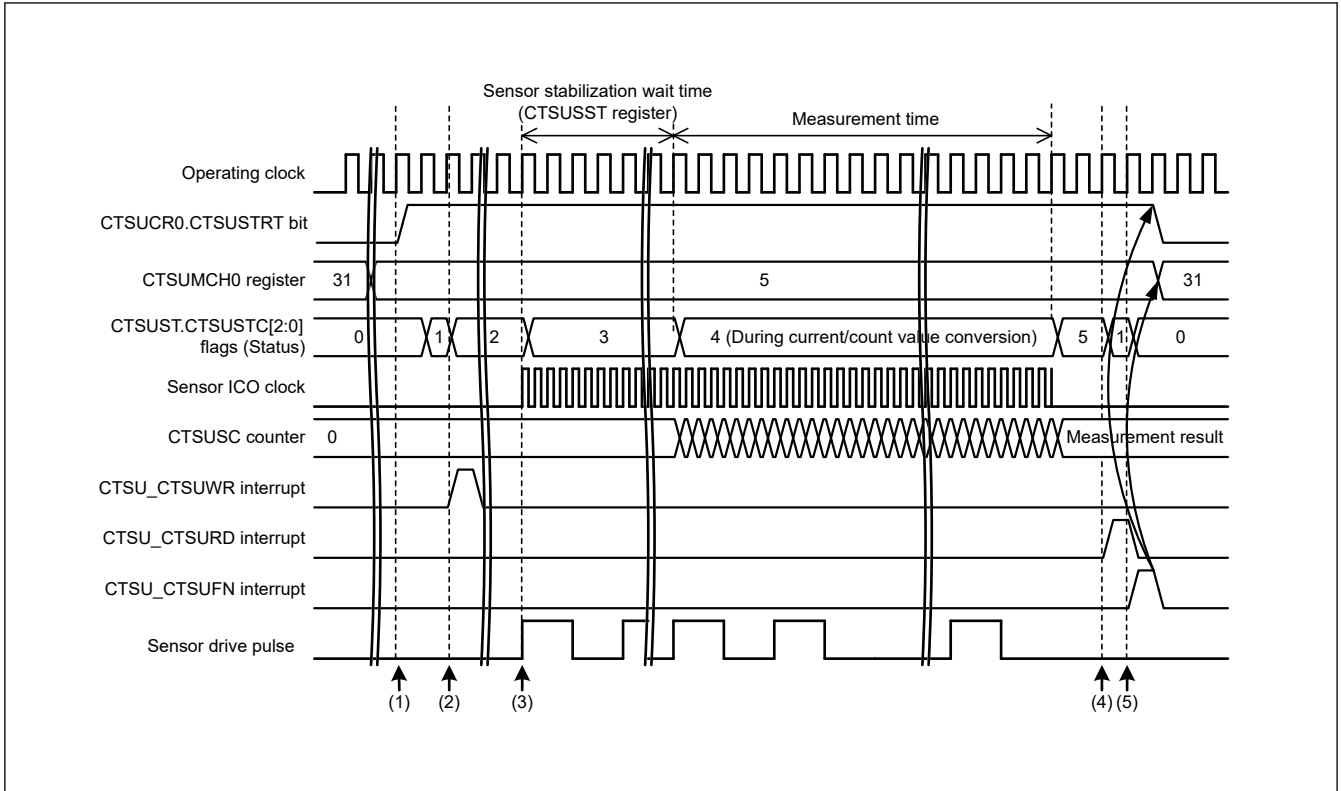 Sensor stabilization wait time
(CTSUSST register)
Measurement time
Operating clock
CTSUCR0.CTSUSTRT bit
CTSUMCH0 register
31
5
31
CTSUST.CTSUSTC[2:0]
flags (Status)
0
1
2
3
4 (During current/count value conversion)
5
1
0
Sensor ICO clock
CTSUSC counter
0
Measurement result
CTSU_CTSUWR interrupt
CTSU_CTSURD interrupt
CTSU_CTSUFN interrupt
Sensor drive pulse
(1)
(2)
(3)
(4)
(5)